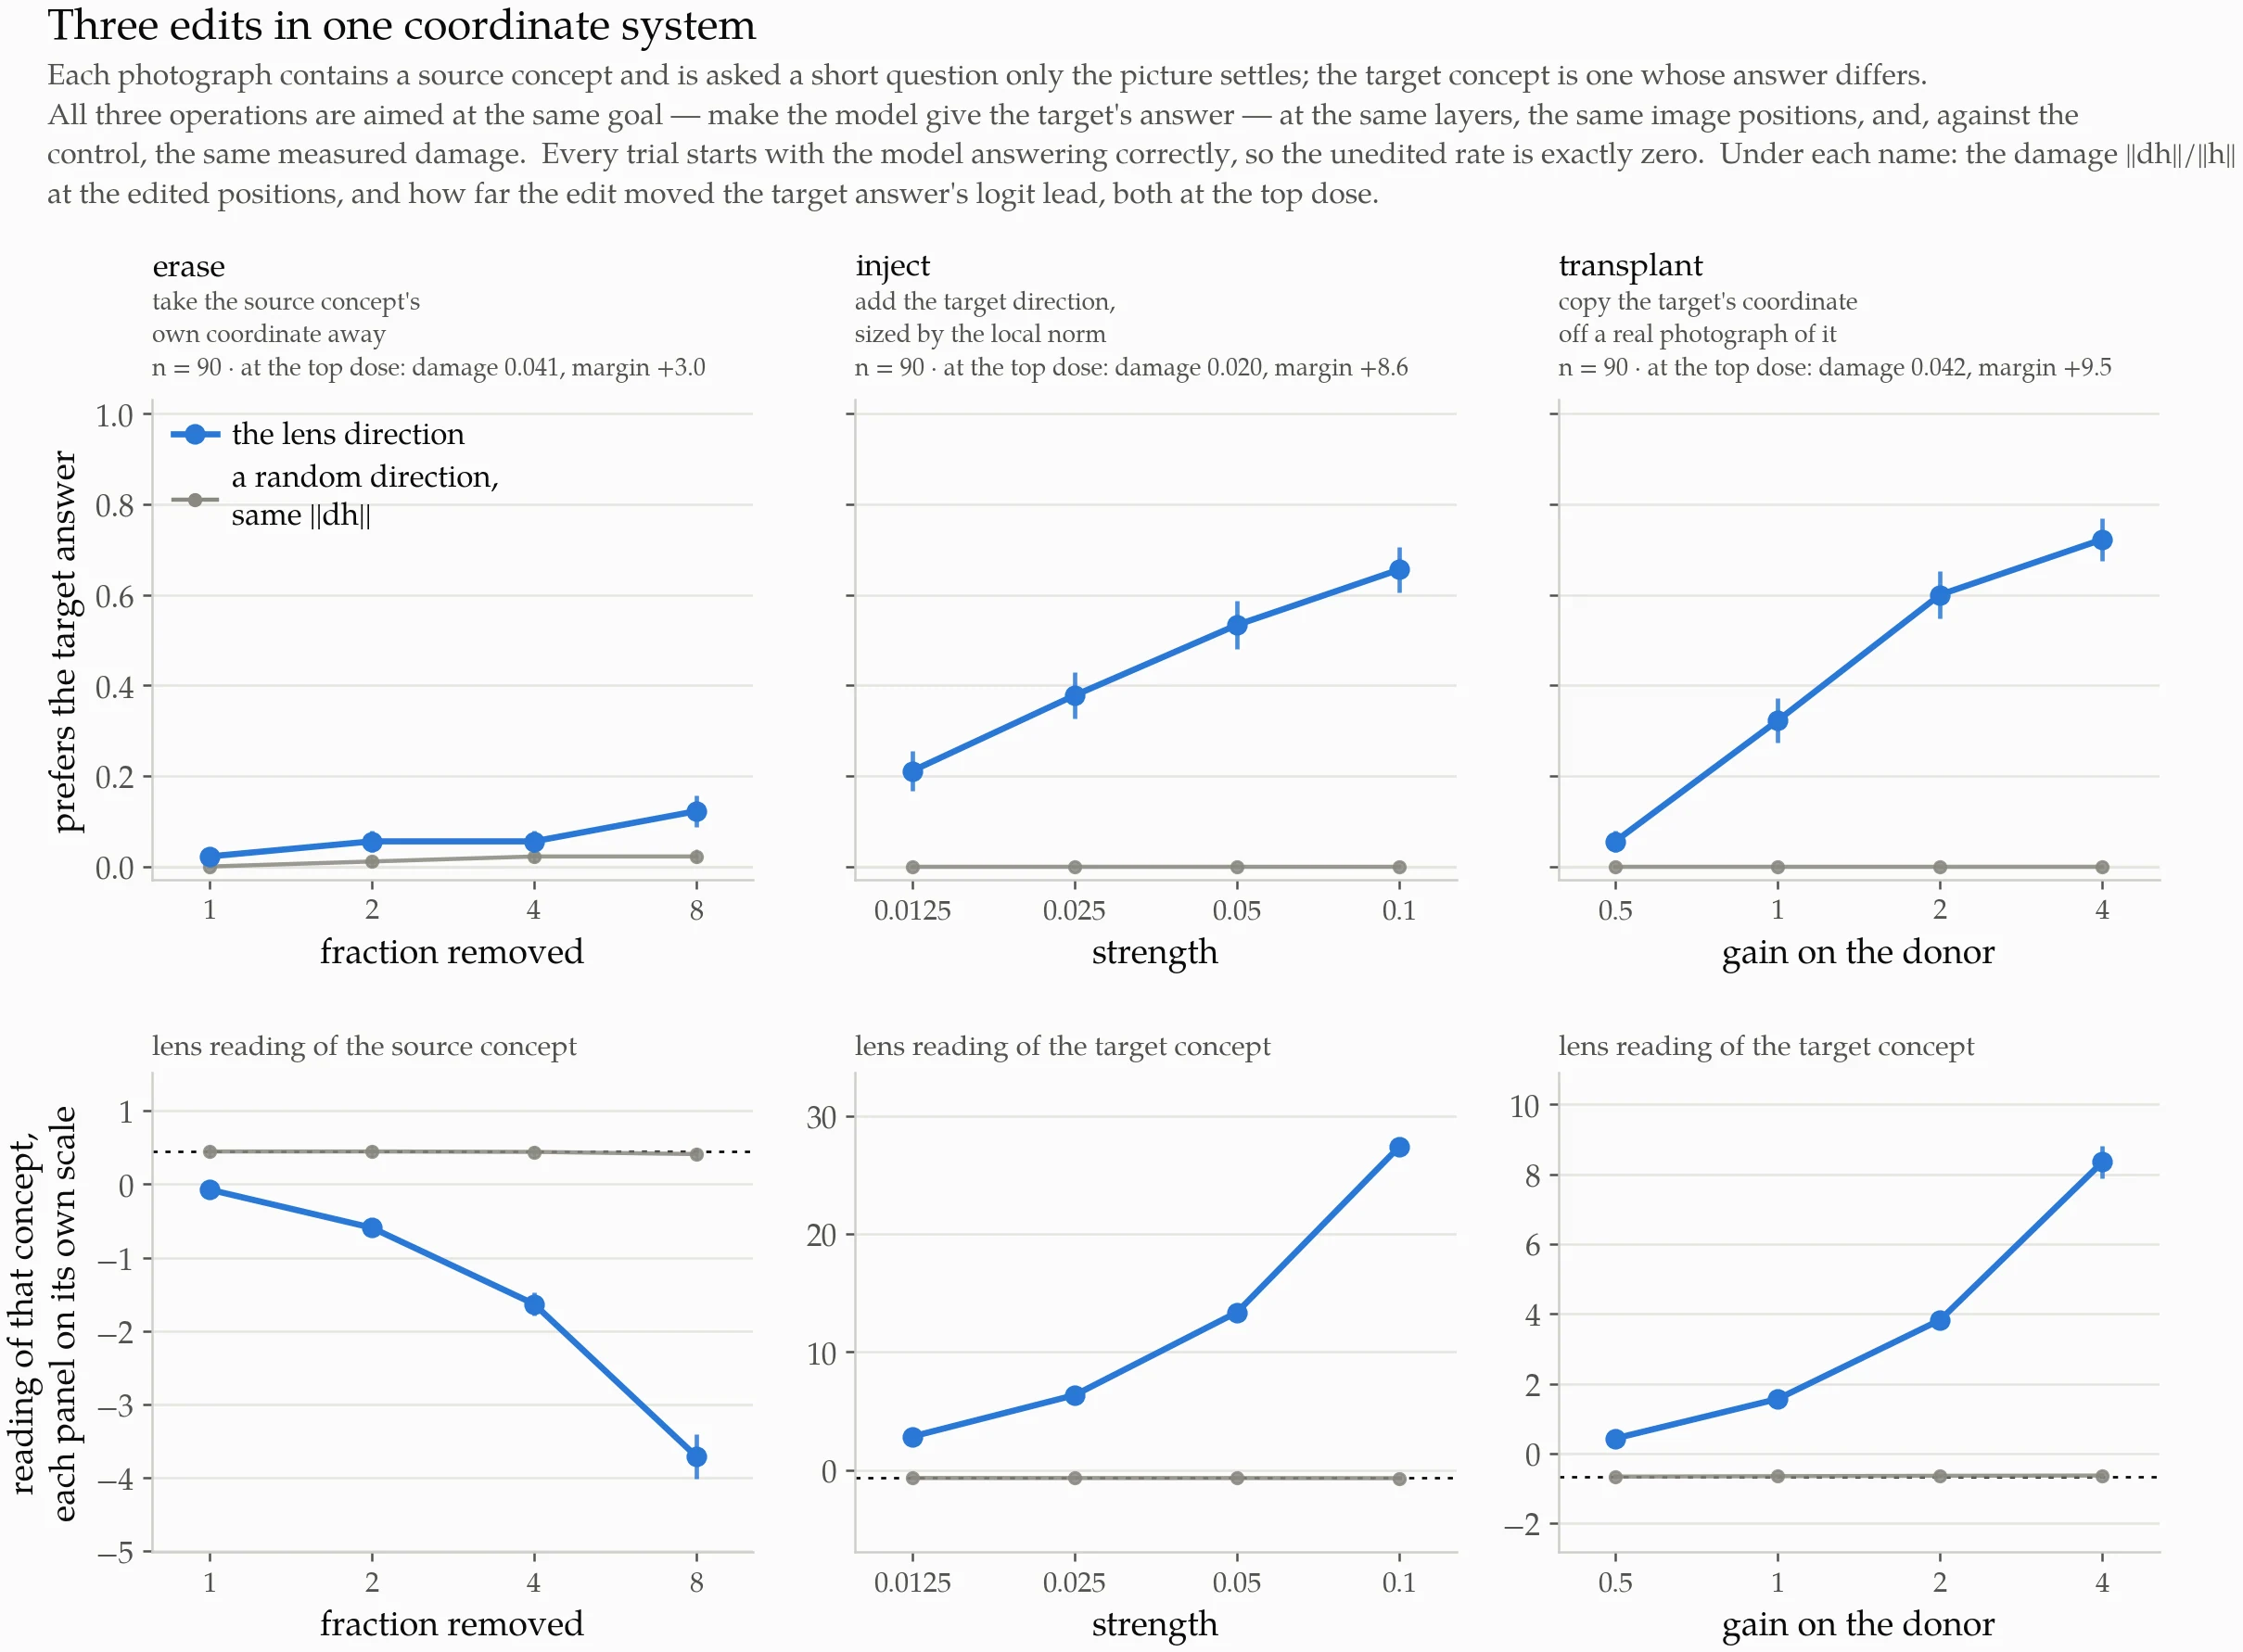 Three edits in one coordinate system
Each photograph contains a source concept and is asked a short question only the picture settles; the target concept is one whose answer differs.
All three operations are aimed at the same goal — make the model give the target's answer — at the same layers, the same image positions, and, against the
control, the same measured damage.  Every trial starts with the model answering correctly, so the unedited rate is exactly zero.  Under each name: the damage ||dh||/||h||
at the edited positions, and how far the edit moved the target answer's logit lead, both at the top dose.
erase
take the source concept's
own coordinate away
n = 90 · at the top dose: damage 0.041, margin +3.0
inject
add the target direction,
sized by the local norm
n = 90 · at the top dose: damage 0.020, margin +8.6
transplant
copy the target's coordinate
off a real photograph of it
n = 90 · at the top dose: damage 0.042, margin +9.5
prefers the target answer
1.0
0.8
0.6
0.4
0.2
0.0
the lens direction
a random direction,
same ||dh||
1 2 4 8
fraction removed
0.0125 0.025 0.05 0.1
strength
0.5 1 2 4
gain on the donor
reading of that concept,
each panel on its own scale
lens reading of the source concept
1
0
−1
−2
−3
−4
−5
1 2 4 8
fraction removed
lens reading of the target concept
30
20
10
0
0.0125 0.025 0.05 0.1
strength
lens reading of the target concept
10
8
6
4
2
0
−2
0.5 1 2 4
gain on the donor